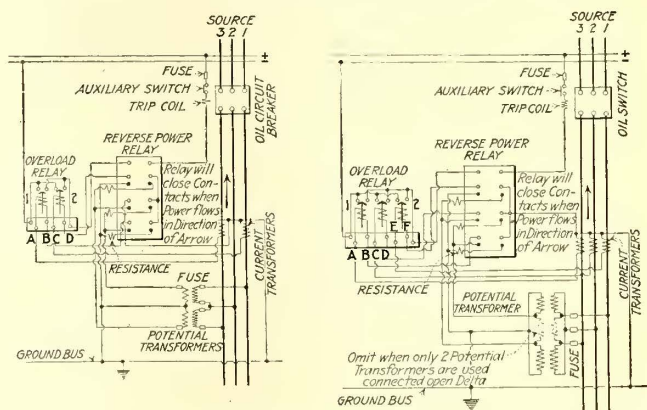 SOURCE
3 2 1
+
FUSE
AUXILIARY SWITCH
TRIP COIL
OIL CIRCUIT
BREAKER
REVERSE POWER
RELAY
OVERLOAD
RELAY
1 2
A B C D
Relay will
close Con-
tacts when
Power flows
in Direction
of Arrow
RESISTANCE
CURRENT
TRANSFORMERS
FUSE
POTENTIAL
TRANSFORMERS
GROUND BUS
SOURCE
3 2 1
+
FUSE
AUXILIARY SWITCH
TRIP COIL
OIL SWITCH
REVERSE POWER
RELAY
OVERLOAD
RELAY
1 2
E F
A B C D
Relay will
close Con-
tacts when
Power flows
in Direction
of Arrow
RESISTANCE
CURRENT
TRANSFORMERS
POTENTIAL
TRANSFORMER
FUSE
Omit when only 2 Potential
Transformers are used
connected open Delta
GROUND BUS